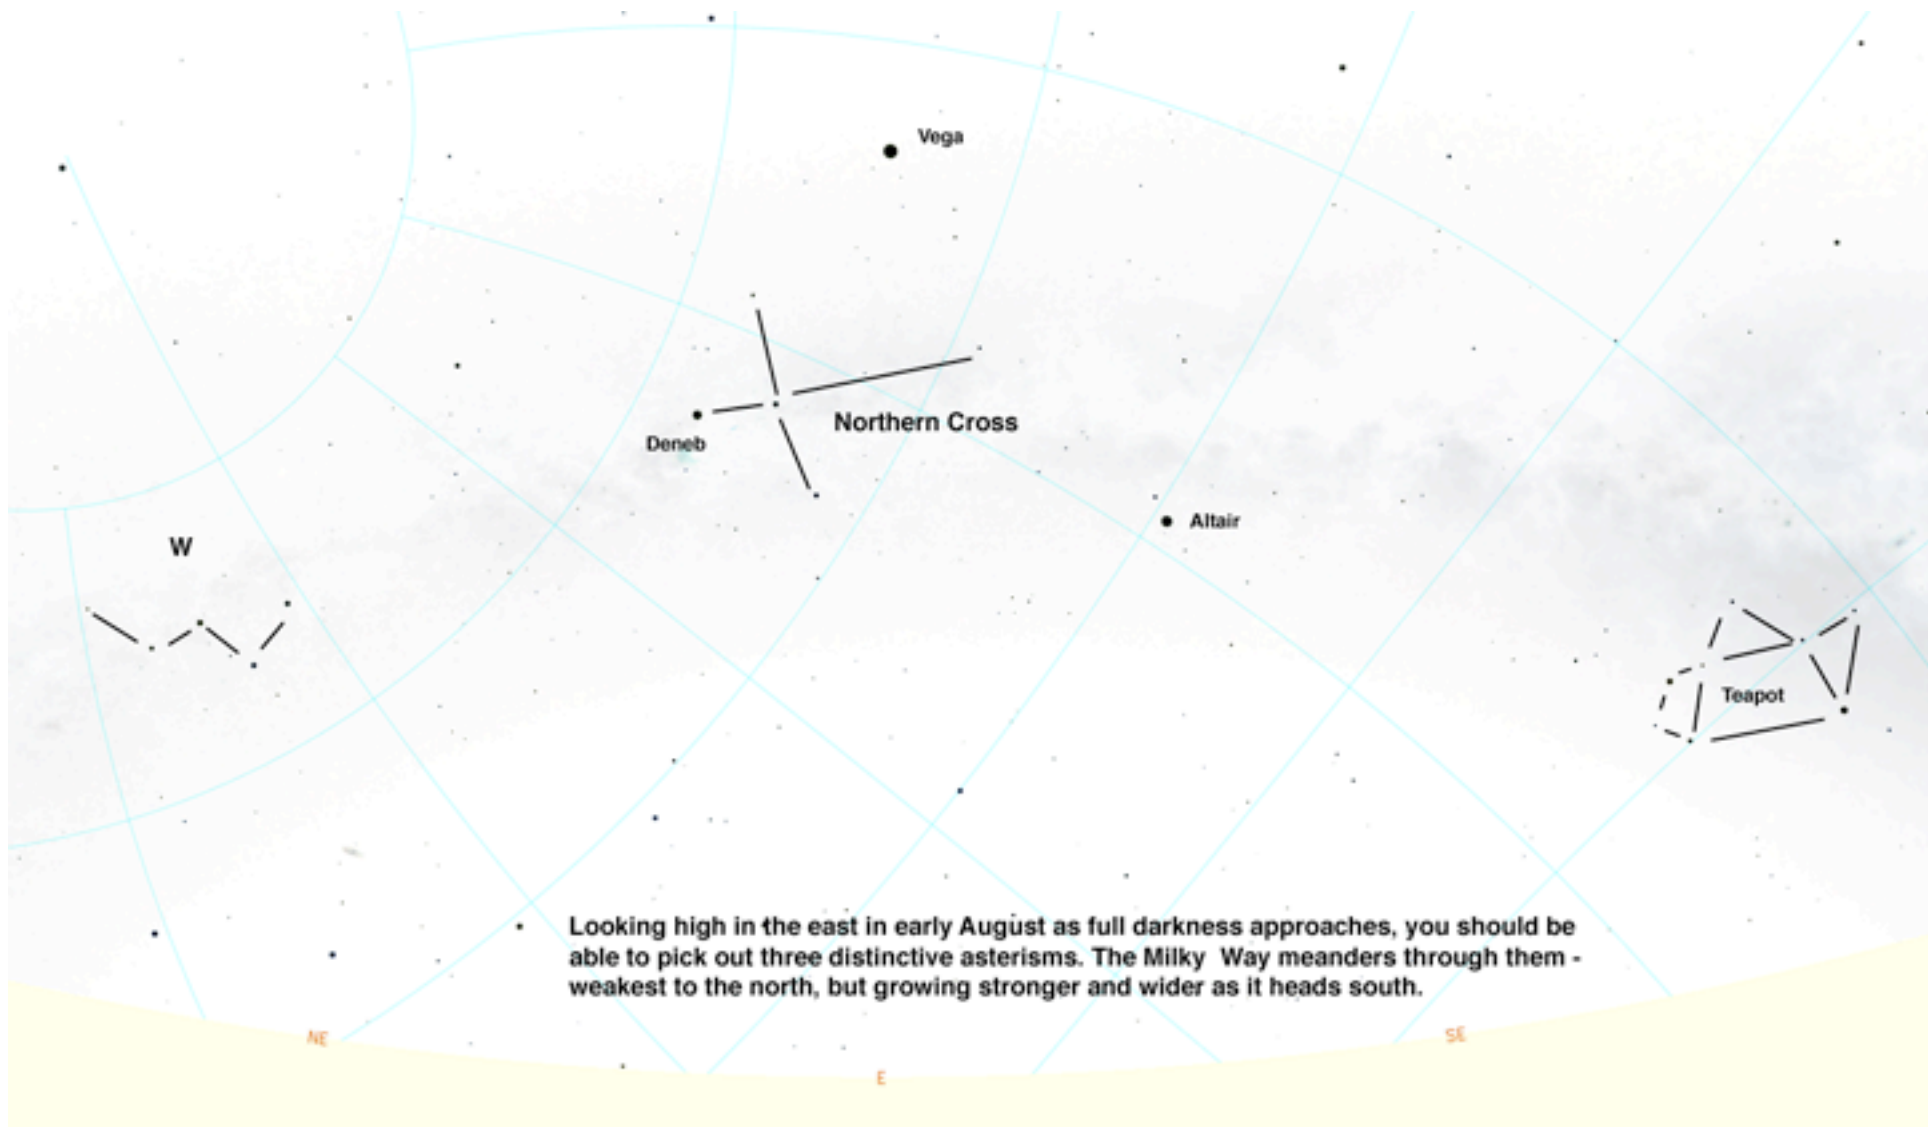 Vega
Northern Cross
Deneb
Altair
W
Teapot
Looking high in the east in early August as full darkness approaches, you should be
able to pick out three distinctive asterisms. The Milky Way meanders through them -
weakest to the north, but growing stronger and wider as it heads south.
NE
SE
E